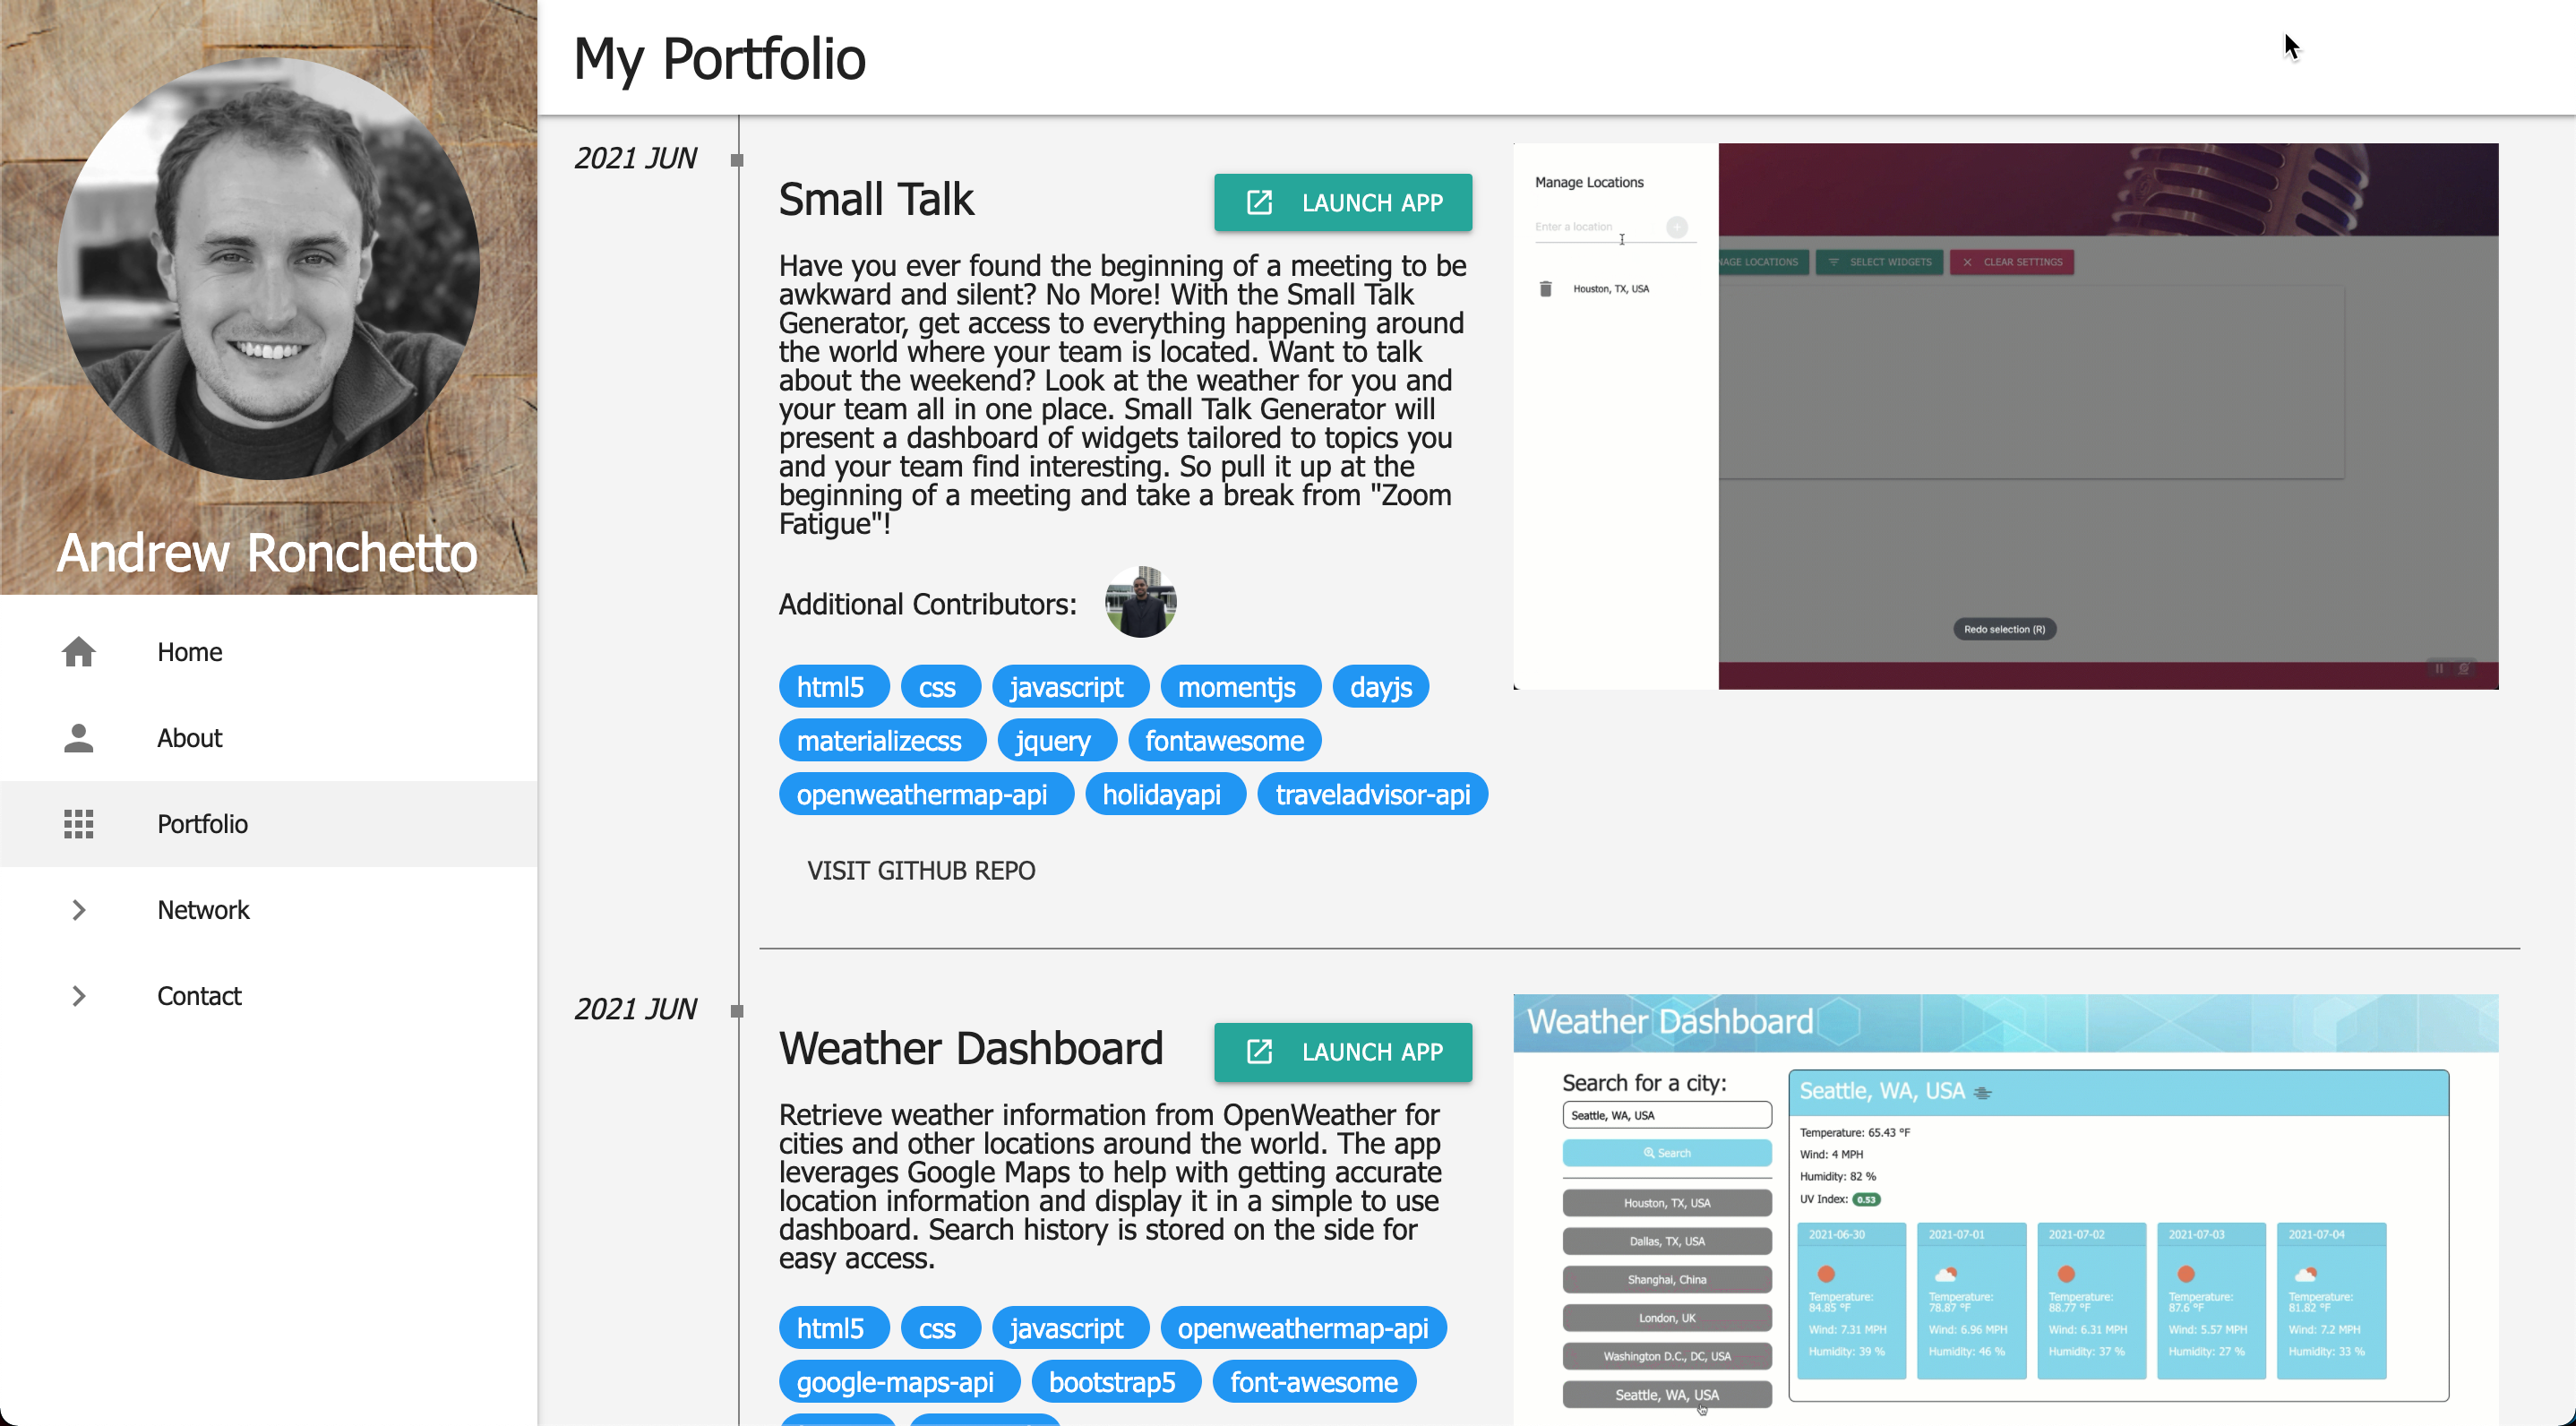 Andrew Ronchetto
Home
About
Portfolio
Network
Contact
My Portfolio
2021 JUN
Small Talk
LAUNCH APP
Have you ever found the beginning of a meeting to be
awkward and silent? No More! With the Small Talk
Generator, get access to everything happening around
the world where your team is located. Want to talk
about the weekend? Look at the weather for you and
your team all in one place. Small Talk Generator will
present a dashboard of widgets tailored to topics you
and your team find interesting. So pull it up at the
beginning of a meeting and take a break from "Zoom
Fatigue"!
Additional Contributors:
html5 css javascript momentjs dayjs
materializecss jquery fontawesome
openweathermap-api holidayapi traveladvisor-api
VISIT GITHUB REPO
Manage Locations
Enter a location
Houston, TX, USA
NAGE LOCATIONS SELECT WIDGETS CLEAR SETTINGS
Redo selection (R)
2021 JUN
Weather Dashboard
LAUNCH APP
Retrieve weather information from OpenWeather for
cities and other locations around the world. The app
leverages Google Maps to help with getting accurate
location information and display it in a simple to use
dashboard. Search history is stored on the side for
easy access.
html5 css javascript openweathermap-api
google-maps-api bootstrap5 font-awesome
Weather Dashboard
Search for a city:
Seattle, WA, USA
Search
Houston, TX, USA
Dallas, TX, USA
Shanghai, China
London, UK
Washington D.C., DC, USA
Seattle, WA, USA
Seattle, WA, USA
Temperature: 65.43 °F
Wind: 4 MPH
Humidity: 82 %
UV Index: 0.53
2021-06-30 2021-07-01 2021-07-02 2021-07-03 2021-07-04
Temperature: Temperature: Temperature: Temperature: Temperature:
84.85 °F 78.87 °F 88.77 °F 87.6 °F 81.82 °F
Wind: 7.31 MPH Wind: 6.96 MPH Wind: 6.31 MPH Wind: 5.57 MPH Wind: 7.2 MPH
Humidity: 39 % Humidity: 46 % Humidity: 37 % Humidity: 27 % Humidity: 33 %